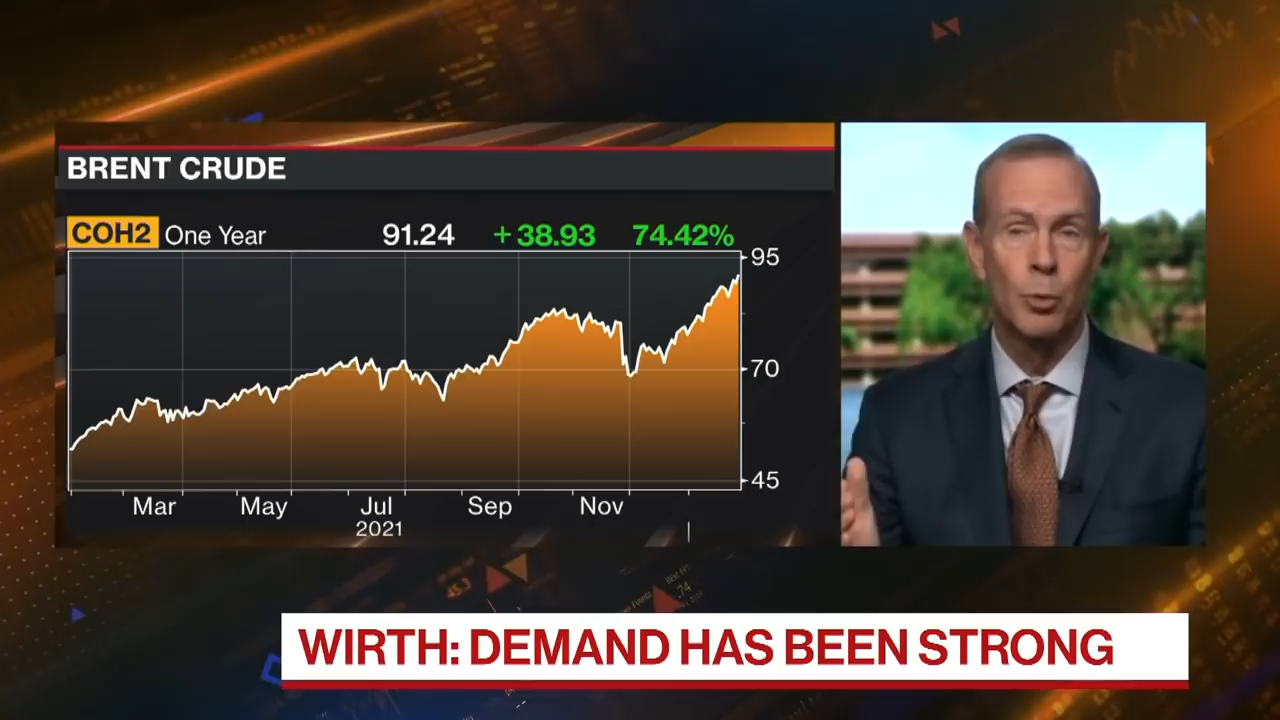 BRENT CRUDE
COH2 One Year 91.24 +38.93 74.42%
95
70
45
Mar May Jul Sep Nov
2021
WIRTH: DEMAND HAS BEEN STRONG